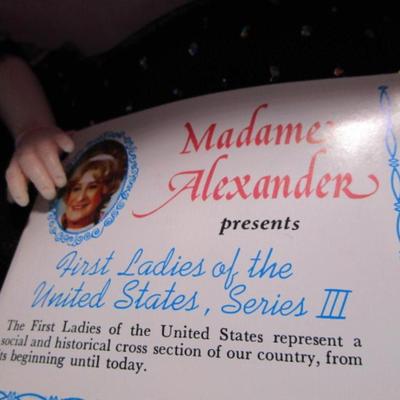 Madame
Alexander
presents
First Ladies of the
United States, Series III
The First Ladies of the United States represent a
social and historical cross section of our country, from
its beginning until today.